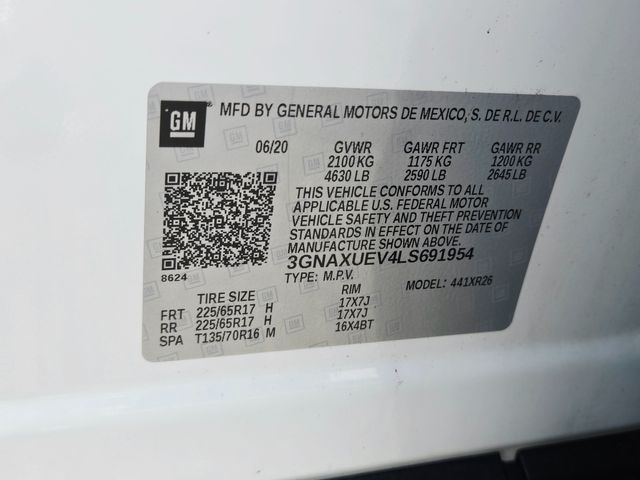 GM MFD BY GENERAL MOTORS DE MEXICO, S. DE R.L. DE C.V.
06/20 GVWR GAWR FRT GAWR RR
2100 KG 1175 KG 1200 KG
4630 LB 2590 LB 2645 LB
THIS VEHICLE CONFORMS TO ALL
APPLICABLE U.S. FEDERAL MOTOR
VEHICLE SAFETY AND THEFT PREVENTION
STANDARDS IN EFFECT ON THE DATE OF
MANUFACTURE SHOWN ABOVE.
3GNAXUEV4LS691954
8624 TYPE: M.P.V. MODEL: 441XR26
TIRE SIZE RIM
FRT 225/65R17 H 17X7J
RR 225/65R17 H 17X7J
SPA T135/70R16 M 16X4BT